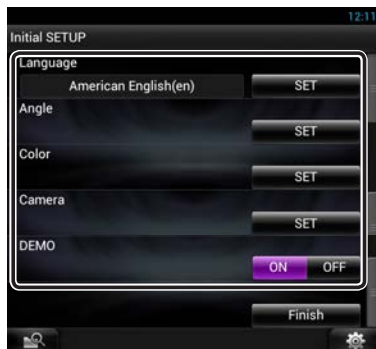 12:11
Initial SETUP
Language
American English(en) SET
Angle
SET
Color
SET
Camera
SET
DEMO
ON OFF
Finish